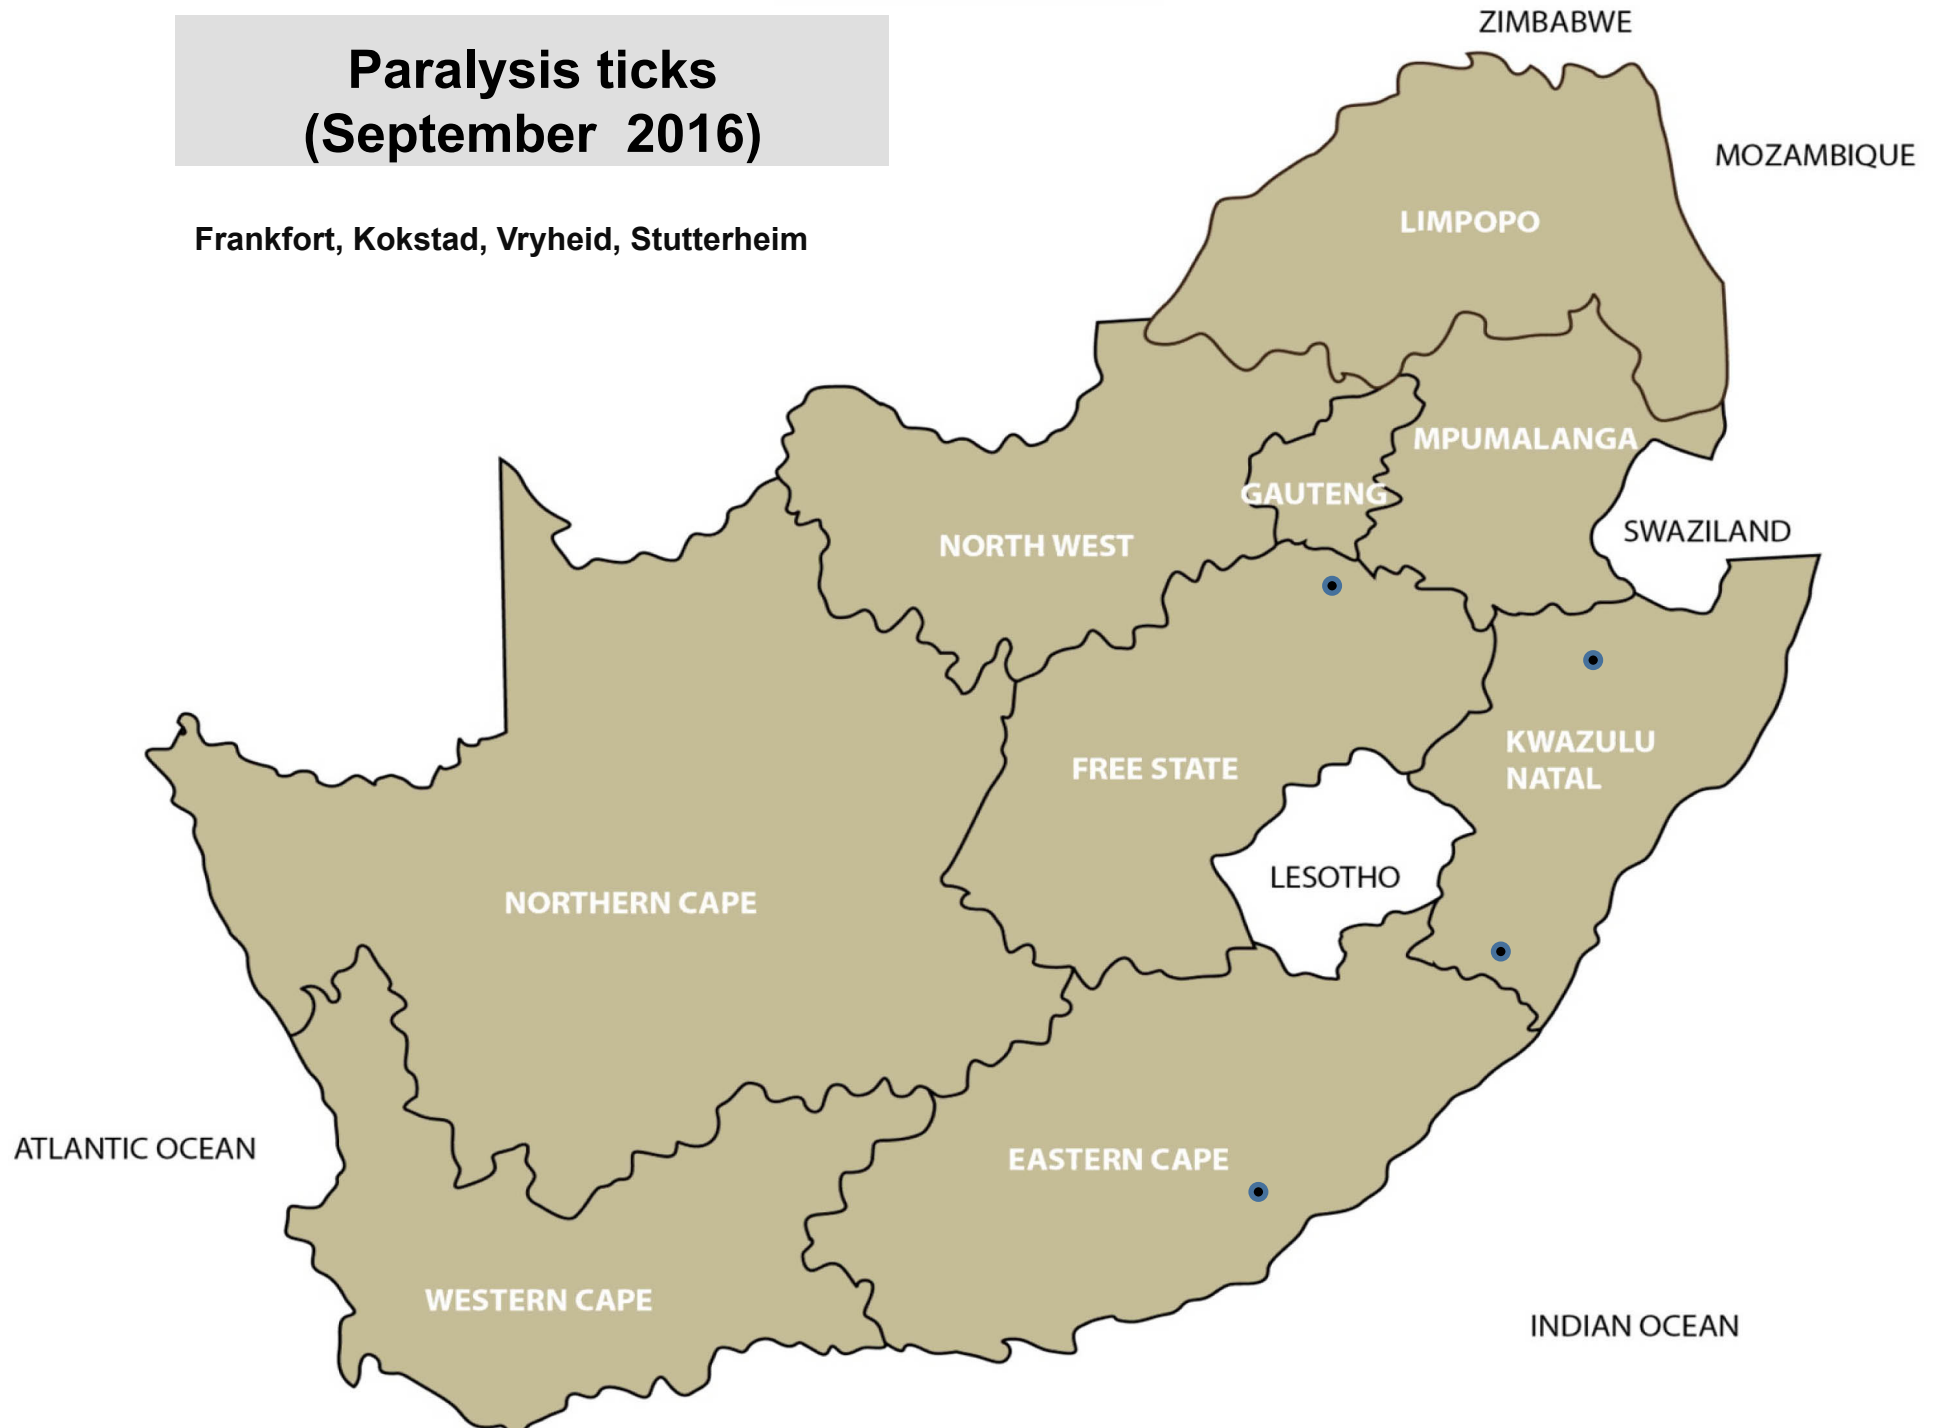 Paralysis ticks
(September 2016)
Frankfort, Kokstad, Vryheid, Stutterheim
ZIMBABWE
MOZAMBIQUE
LIMPOPO
MPUMALANGA
GAUTENG
SWAZILAND
NORTH WEST
KWAZULU
NATAL
FREE STATE
LESOTHO
NORTHERN CAPE
ATLANTIC OCEAN
EASTERN CAPE
WESTERN CAPE
INDIAN OCEAN